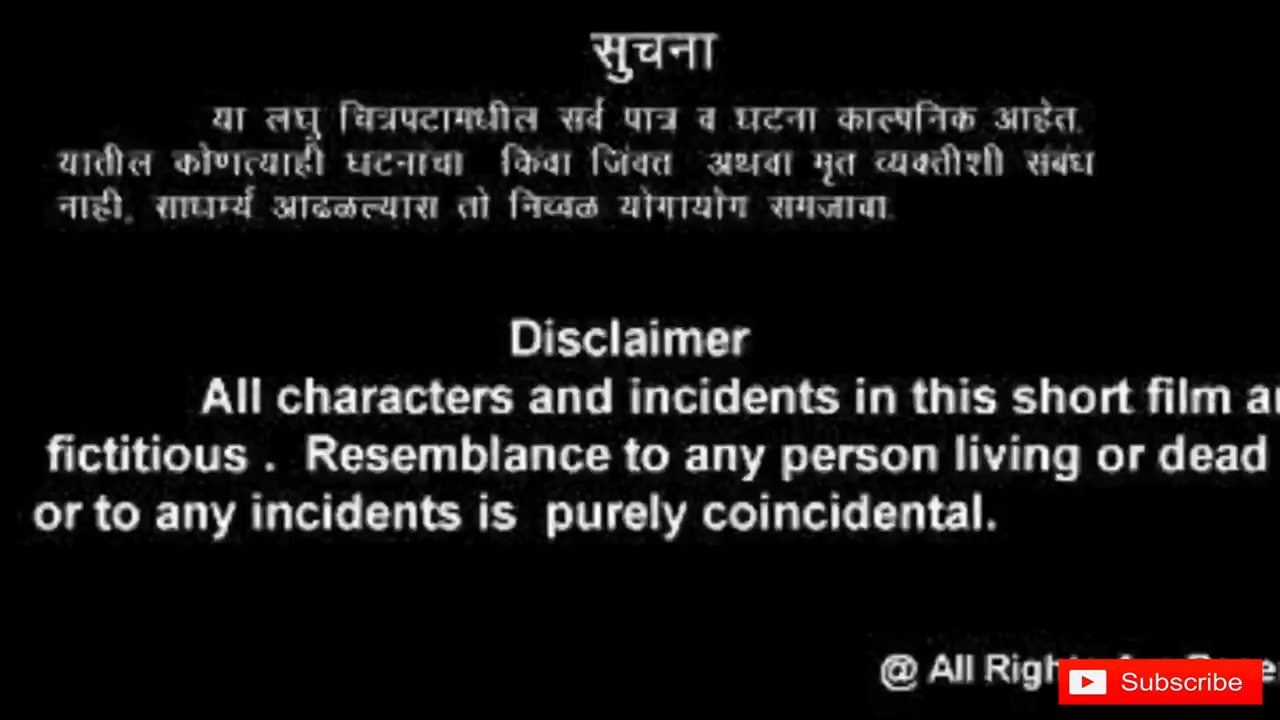 सुचना
या लघु चित्रपटामधील सर्व पात्र व घटना काल्पनिक आहेत.
यातील कोणत्याही घटनाचा किंवा जिंवत अथवा मृत व्यक्तीशी संबंध
नाही, साधर्म्य आढळल्यास तो निव्वळ योगायोग समजावा.
Disclaimer
All characters and incidents in this short film
fictitious . Resemblance to any person living or dead
or to any incidents is purely coincidental.
@ All
Subscribe